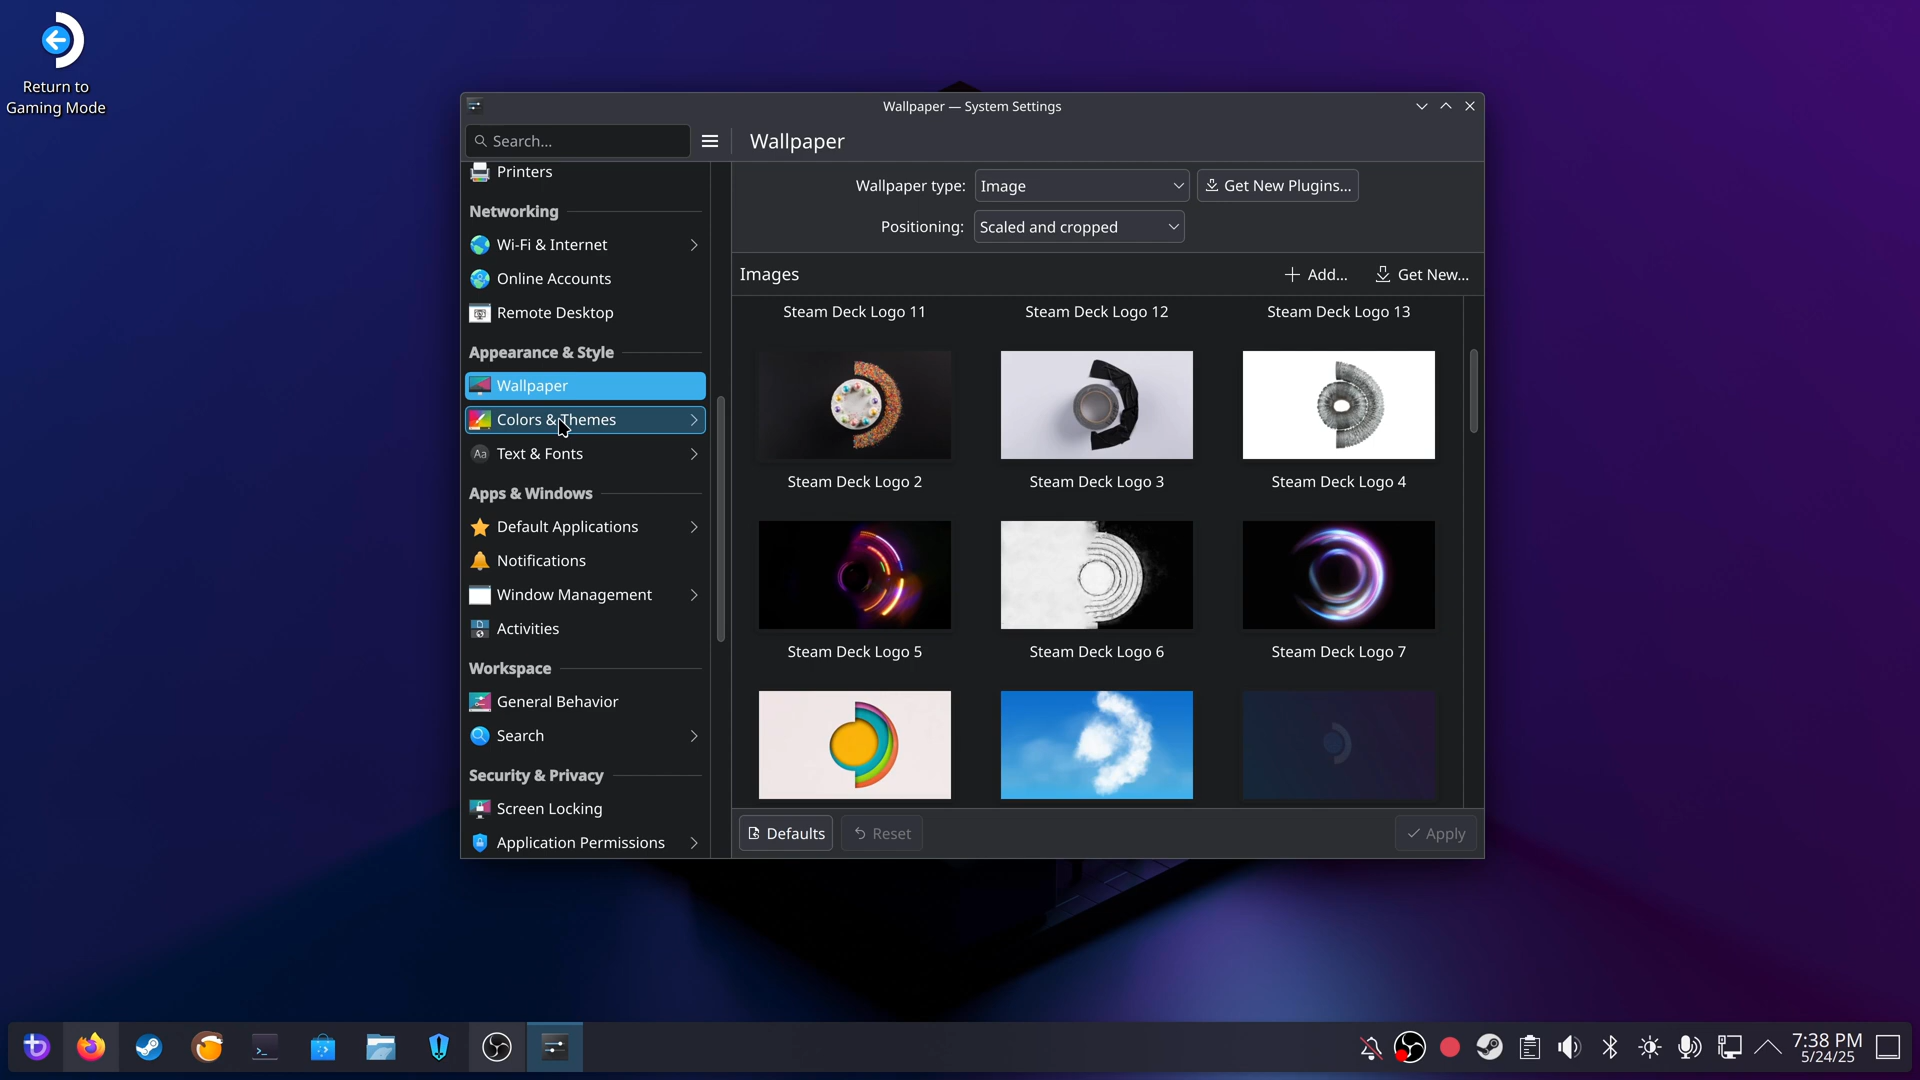 Return to
Gaming Mode
Wallpaper — System Settings
Search...
Wallpaper
Printers
Networking
Wi-Fi & Internet
Online Accounts
Remote Desktop
Appearance & Style
Wallpaper
Colors & Themes
Text & Fonts
Apps & Windows
Default Applications
Notifications
Window Management
Activities
Workspace
General Behavior
Search
Security & Privacy
Screen Locking
Application Permissions
Wallpaper type:
Image
Get New Plugins...
Positioning:
Scaled and cropped
Images
Add...
Get New...
Steam Deck Logo 11
Steam Deck Logo 12
Steam Deck Logo 13
Steam Deck Logo 2
Steam Deck Logo 3
Steam Deck Logo 4
Steam Deck Logo 5
Steam Deck Logo 6
Steam Deck Logo 7
Defaults
Reset
Apply
7:38 PM
5/24/25